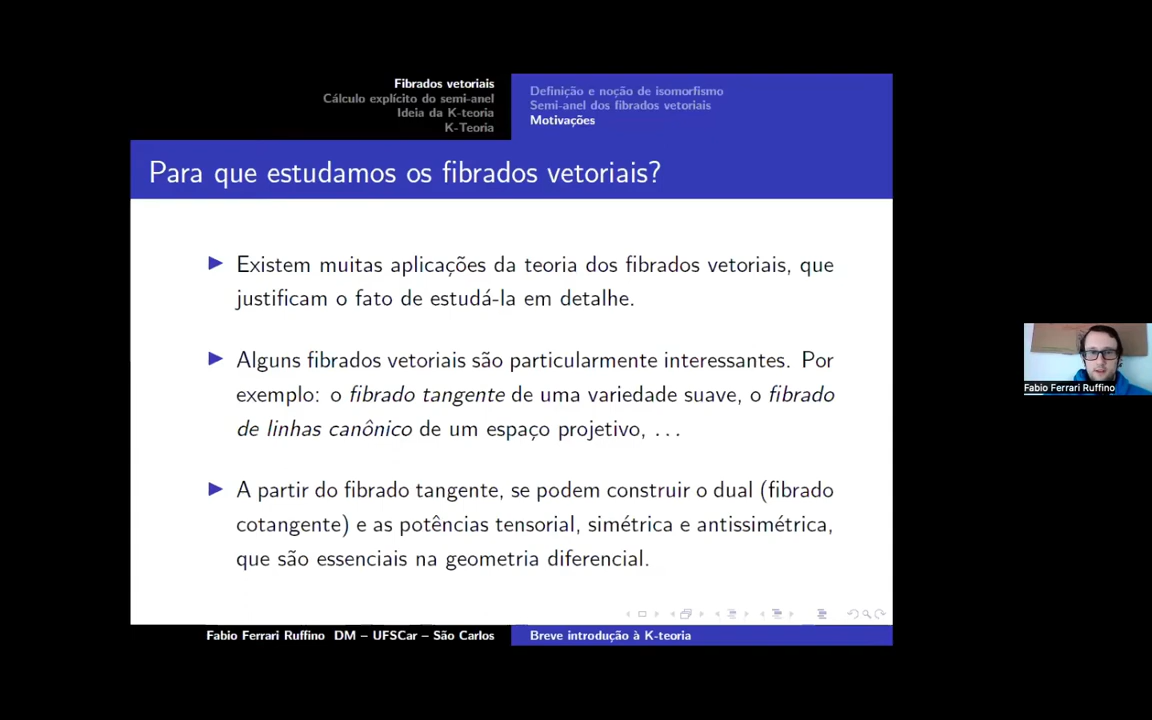 Fibrados vetoriais
Cálculo explícito do semi-anel
Ideia da K-teoria
K-Teoria
Definição e noção de isomorfismo
Semi-anel dos fibrados vetoriais
Motivações
Para que estudamos os fibrados vetoriais?
Existem muitas aplicações da teoria dos fibrados vetoriais, que
justificam o fato de estudá-la em detalhe.
Alguns fibrados vetoriais são particularmente interessantes. Por
exemplo: o fibrado tangente de uma variedade suave, o fibrado
de linhas canônico de um espaço projetivo, ...
A partir do fibrado tangente, se podem construir o dual (fibrado
cotangente) e as potências tensorial, simétrica e antissimétrica,
que são essenciais na geometria diferencial.
Fabio Ferrari Ruffino DM – UFSCar – São Carlos
Breve introdução à K-teoria
Fabio Ferrari Ruffino